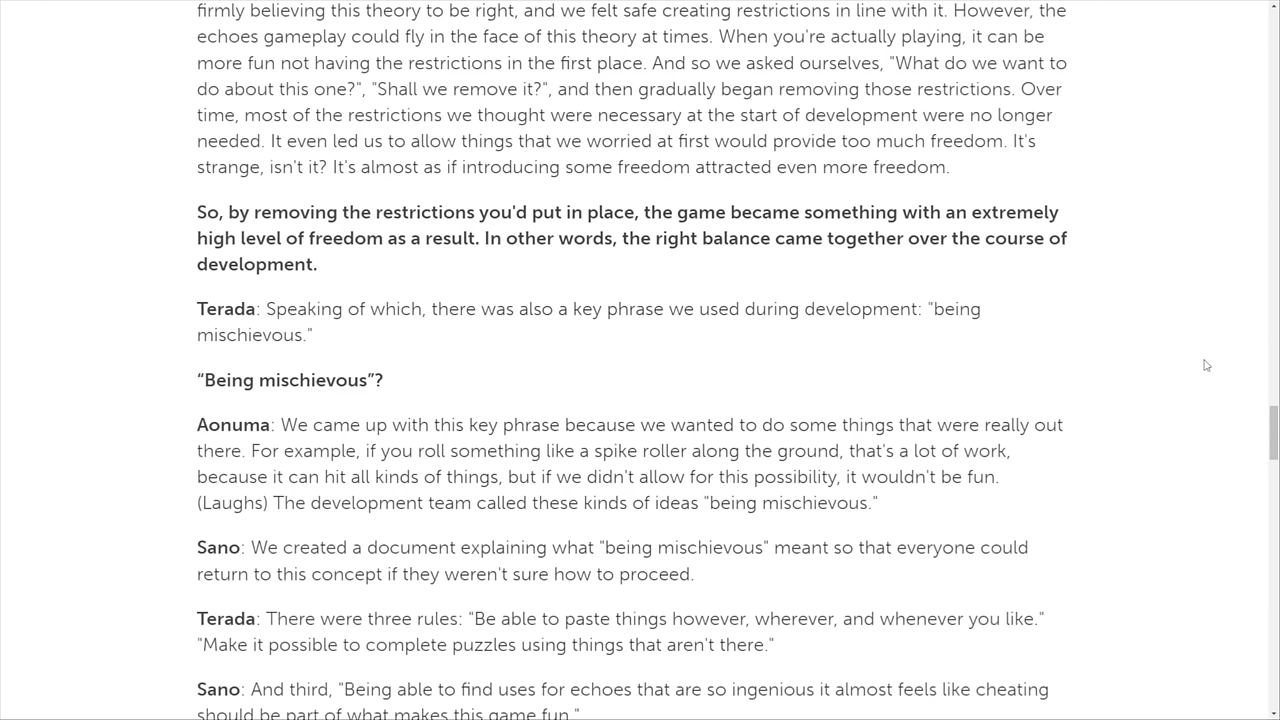 firmly believing this theory to be right, and we felt safe creating restrictions in line with it. However, the
echoes gameplay could fly in the face of this theory at times. When you're actually playing, it can be
more fun not having the restrictions in the first place. And so we asked ourselves, "What do we want to
do about this one?", "Shall we remove it?", and then gradually began removing those restrictions. Over
time, most of the restrictions we thought were necessary at the start of development were no longer
needed. It even led us to allow things that we worried at first would provide too much freedom. It's
strange, isn't it? It's almost as if introducing some freedom attracted even more freedom.
So, by removing the restrictions you'd put in place, the game became something with an extremely
high level of freedom as a result. In other words, the right balance came together over the course of
development.
Terada: Speaking of which, there was also a key phrase we used during development: "being
mischievous."
“Being mischievous”?
Aonuma: We came up with this key phrase because we wanted to do some things that were really out
there. For example, if you roll something like a spike roller along the ground, that's a lot of work,
because it can hit all kinds of things, but if we didn't allow for this possibility, it wouldn't be fun.
(Laughs) The development team called these kinds of ideas "being mischievous."
Sano: We created a document explaining what "being mischievous" meant so that everyone could
return to this concept if they weren't sure how to proceed.
Terada: There were three rules: "Be able to paste things however, wherever, and whenever you like."
"Make it possible to complete puzzles using things that aren't there."
Sano: And third, "Being able to find uses for echoes that are so ingenious it almost feels like cheating
should be part of what makes this game fun."